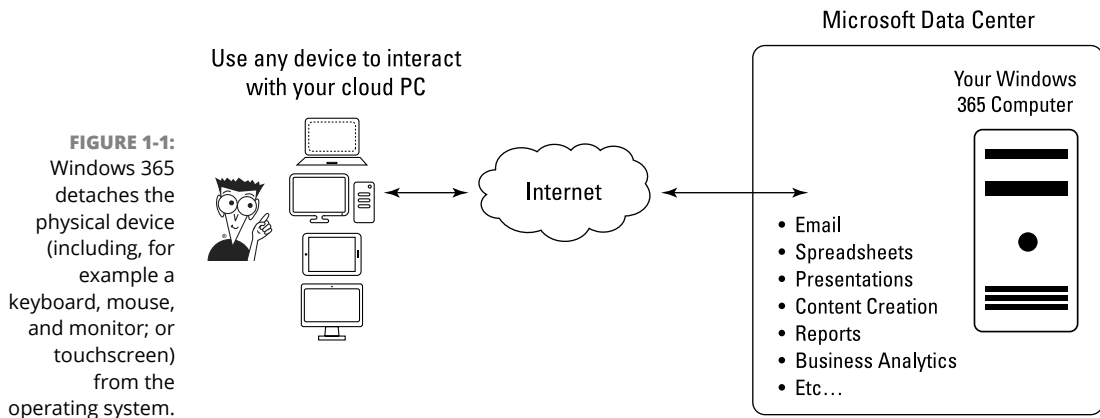 Microsoft Data Center
Use any device to interact
with your cloud PC
Your Windows
365 Computer
FIGURE 1-1:
Windows 365
detaches the
physical device
(including, for
example a
keyboard, mouse,
and monitor; or
touchscreen)
from the
operating system.
Internet
• Email
• Spreadsheets
• Presentations
• Content Creation
• Reports
• Business Analytics
• Etc…